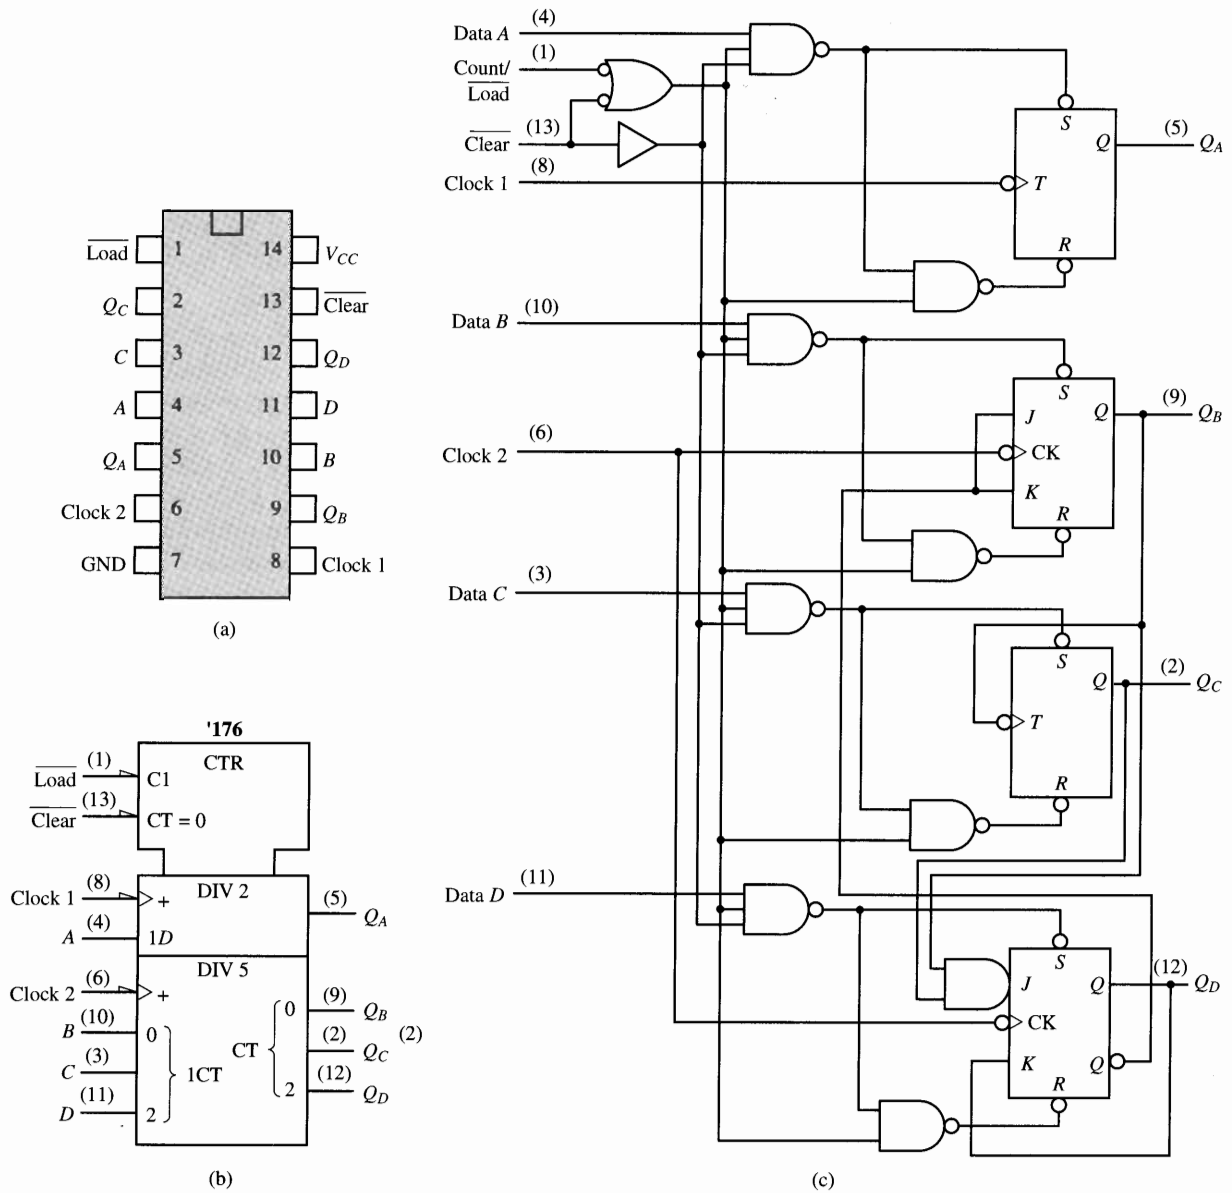 Load
1
14
V_CC
Q_C
2
13
Clear
C
3
12
Q_D
A
4
11
D
Q_A
5
10
B
Clock 2
6
9
Q_B
GND
7
8
Clock 1
(a)
'176
CTR
Load (1) C1
Clear (13) CT = 0
DIV 2
Clock 1 (8) +
(5) Q_A
A (4) 1D
DIV 5
Clock 2 (6) +
B (10) 0
C (3) 1CT
D (11) 2
CT
0 (9) Q_B
(2) Q_C (2)
2 (12) Q_D
(b)
Data A (4)
Count/ (1)
Load
Clear (13)
Clock 1 (8)
S
Q (5) Q_A
T
R
Data B (10)
Clock 2 (6)
S
J Q (9) Q_B
CK
K
R
Data C (3)
S
Q (2) Q_C
T
R
Data D (11)
S
J Q (12) Q_D
CK
K Q
R
(c)